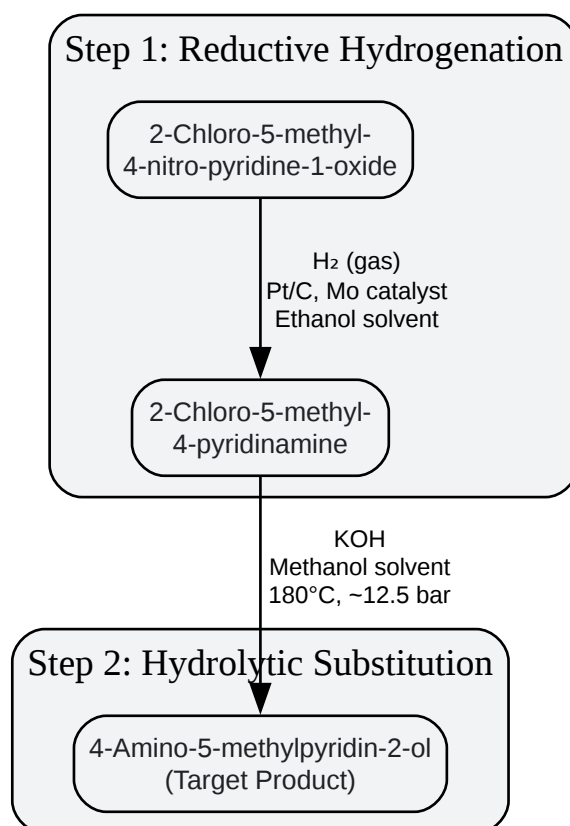 Step 1: Reductive Hydrogenation
2-Chloro-5-methyl-
4-nitro-pyridine-1-oxide
H₂ (gas)
Pt/C, Mo catalyst
Ethanol solvent
2-Chloro-5-methyl-
4-pyridinamine
KOH
Methanol solvent
180°C, ~12.5 bar
Step 2: Hydrolytic Substitution
4-Amino-5-methylpyridin-2-ol
(Target Product)